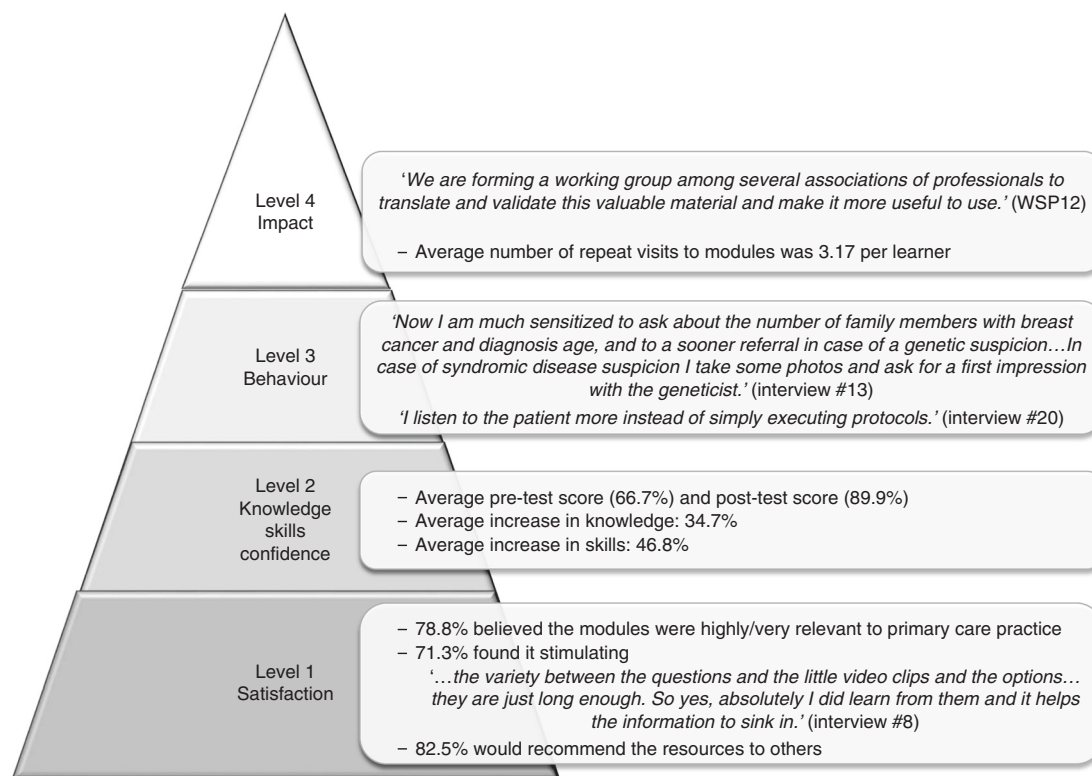 Level 4
Impact
'We are forming a working group among several associations of professionals to
translate and validate this valuable material and make it more useful to use.' (WSP12)
– Average number of repeat visits to modules was 3.17 per learner
Level 3
Behaviour
'Now I am much sensitized to ask about the number of family members with breast
cancer and diagnosis age, and to a sooner referral in case of a genetic suspicion…In
case of syndromic disease suspicion I take some photos and ask for a first impression
with the geneticist.' (interview #13)
'I listen to the patient more instead of simply executing protocols.' (interview #20)
Level 2
Knowledge
skills
confidence
– Average pre-test score (66.7%) and post-test score (89.9%)
– Average increase in knowledge: 34.7%
– Average increase in skills: 46.8%
Level 1
Satisfaction
– 78.8% believed the modules were highly/very relevant to primary care practice
– 71.3% found it stimulating
'…the variety between the questions and the little video clips and the options…
they are just long enough. So yes, absolutely I did learn from them and it helps
the information to sink in.' (interview #8)
– 82.5% would recommend the resources to others